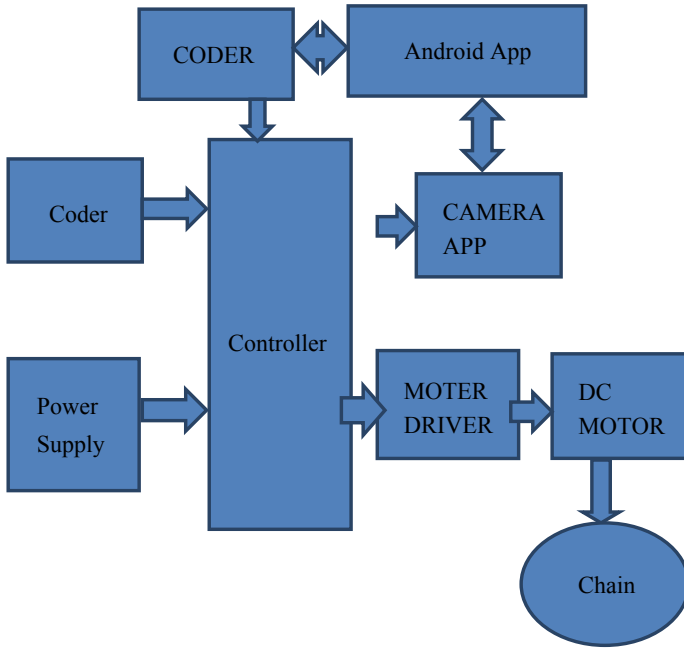 CODER
Android App
Coder
CAMERA
APP
Controller
Power
Supply
MOTER
DRIVER
DC
MOTOR
Chain